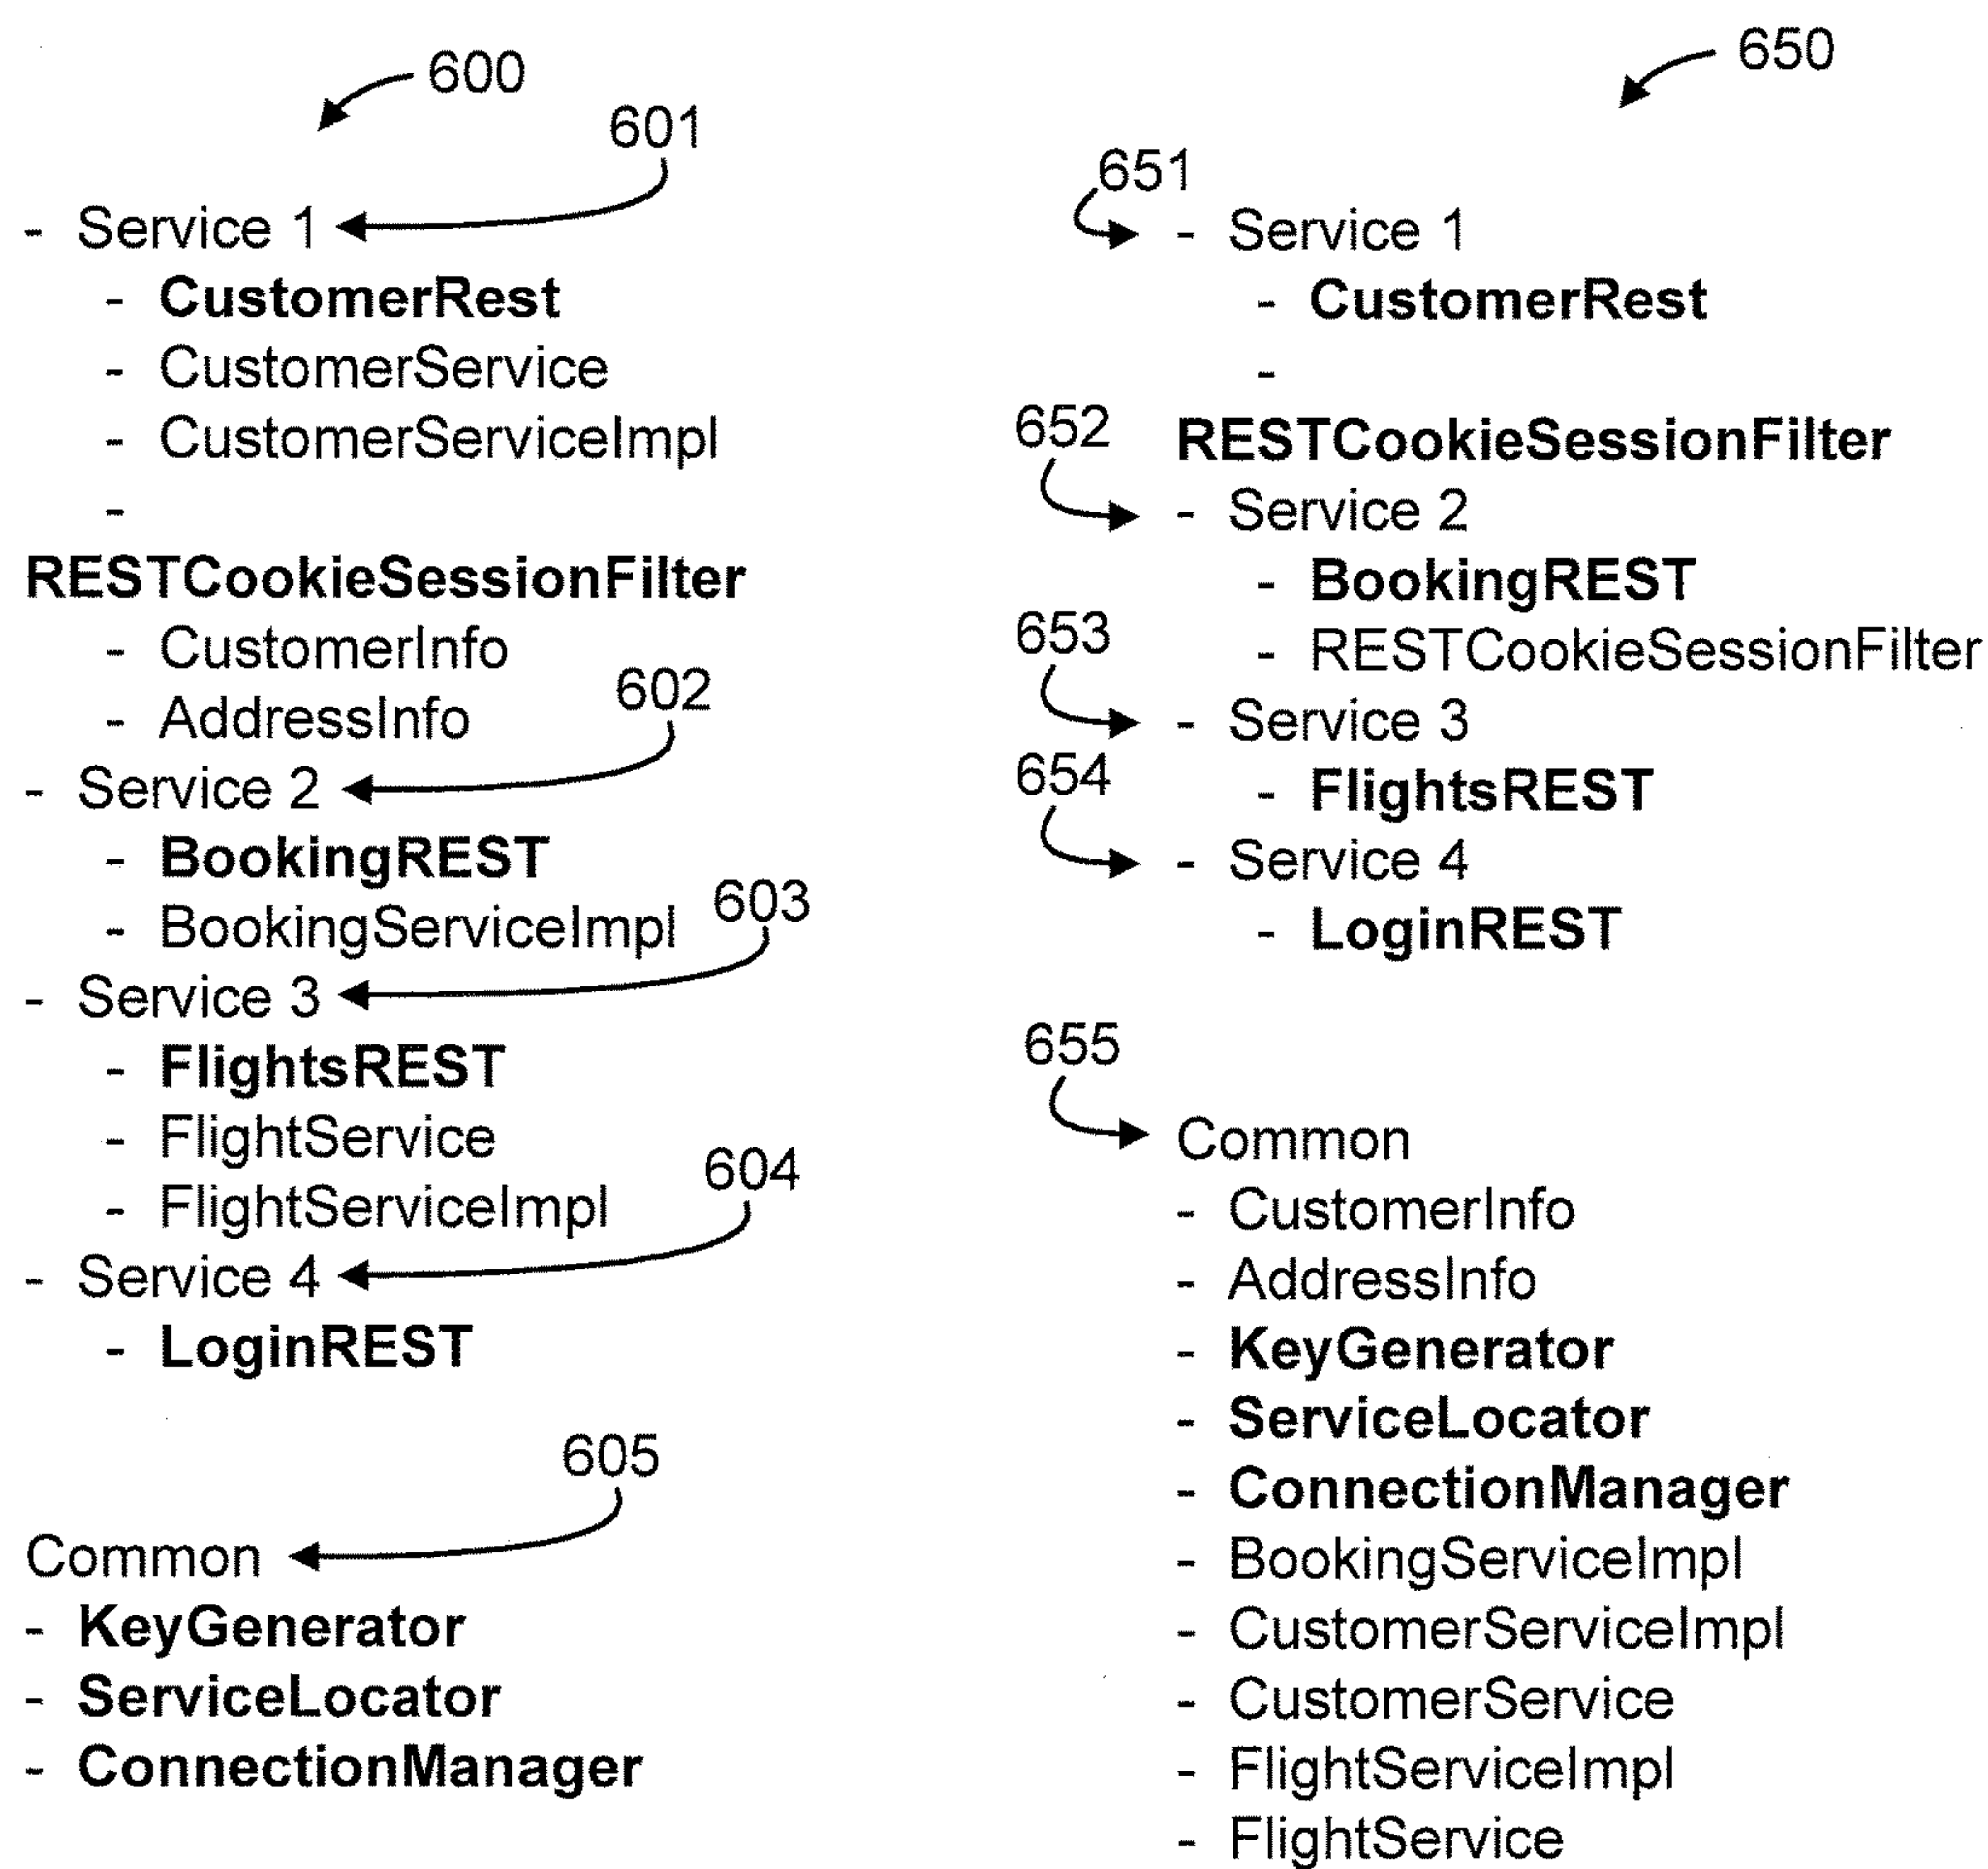 600
601
- Service 1
- CustomerRest
- CustomerService
- CustomerServiceImpl
-
RESTCookieSessionFilter
- CustomerInfo
- AddressInfo
602
- Service 2
- BookingREST
- BookingServiceImpl
603
- Service 3
- FlightsREST
- FlightService
- FlightServiceImpl
604
- Service 4
- LoginREST
605
Common
- KeyGenerator
- ServiceLocator
- ConnectionManager
650
651
- Service 1
- CustomerRest
-
652
RESTCookieSessionFilter
- Service 2
- BookingREST
653
- RESTCookieSessionFilter
- Service 3
654
- FlightsREST
- Service 4
- LoginREST
655
Common
- CustomerInfo
- AddressInfo
- KeyGenerator
- ServiceLocator
- ConnectionManager
- BookingServiceImpl
- CustomerServiceImpl
- CustomerService
- FlightServiceImpl
- FlightService